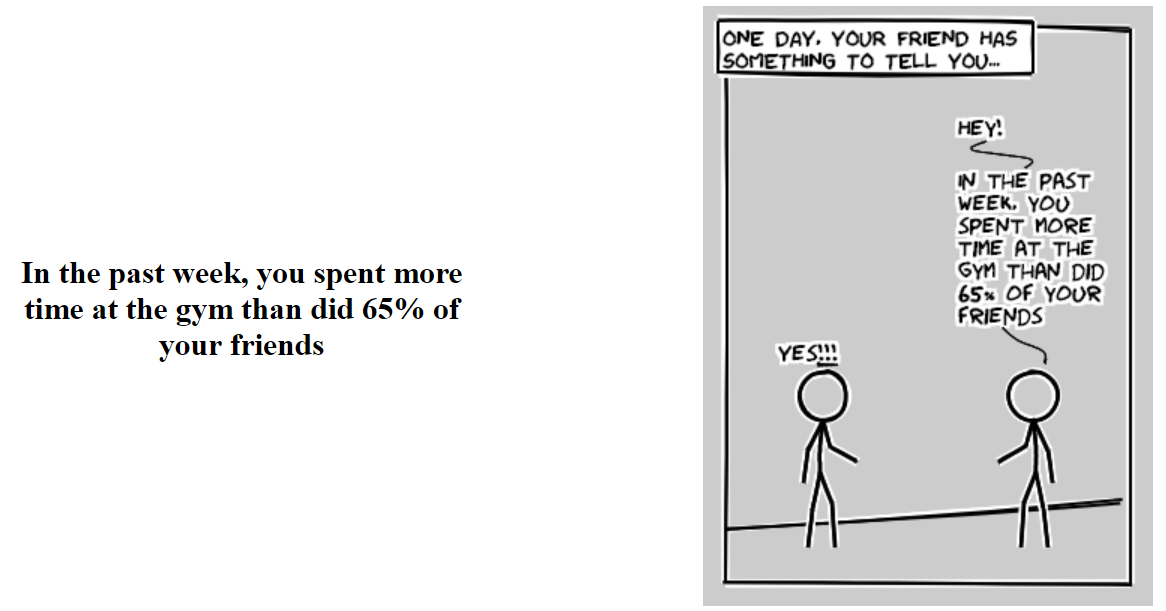 In the past week, you spent more
time at the gym than did 65% of
your friends
ONE DAY, YOUR FRIEND HAS
SOMETHING TO TELL YOU...
HEY!
IN THE PAST
WEEK, YOU
SPENT MORE
TIME AT THE
GYM THAN DID
65% OF YOUR
FRIENDS
YES!!!